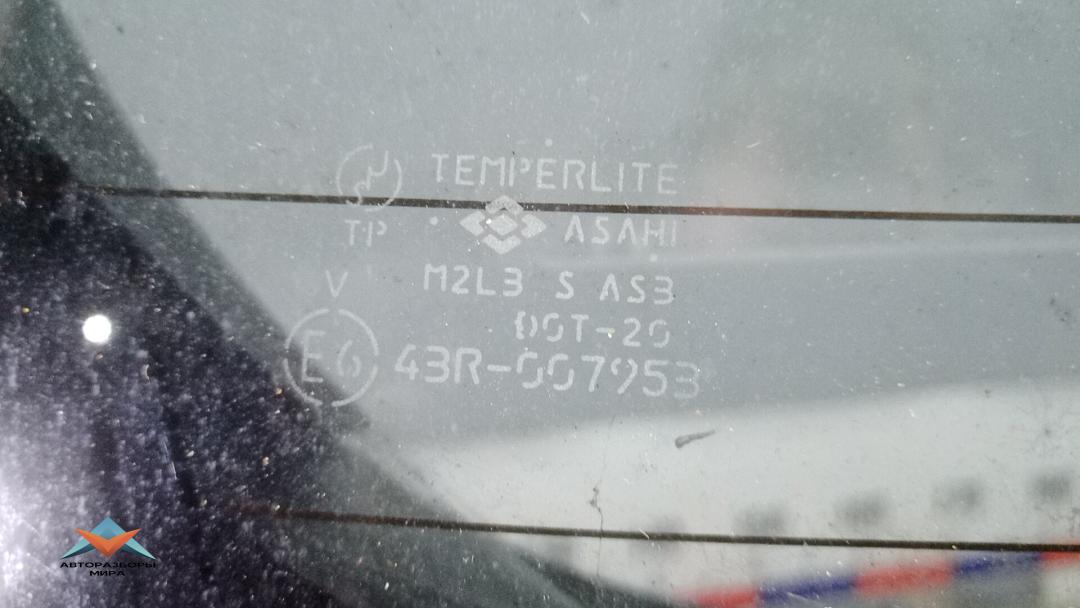 TEMPERLITE
TP ASAHI
V M2L3 S AS3
DOT-20
E6 43R-007953
АВТОРАЗБОРЫ
МИРА